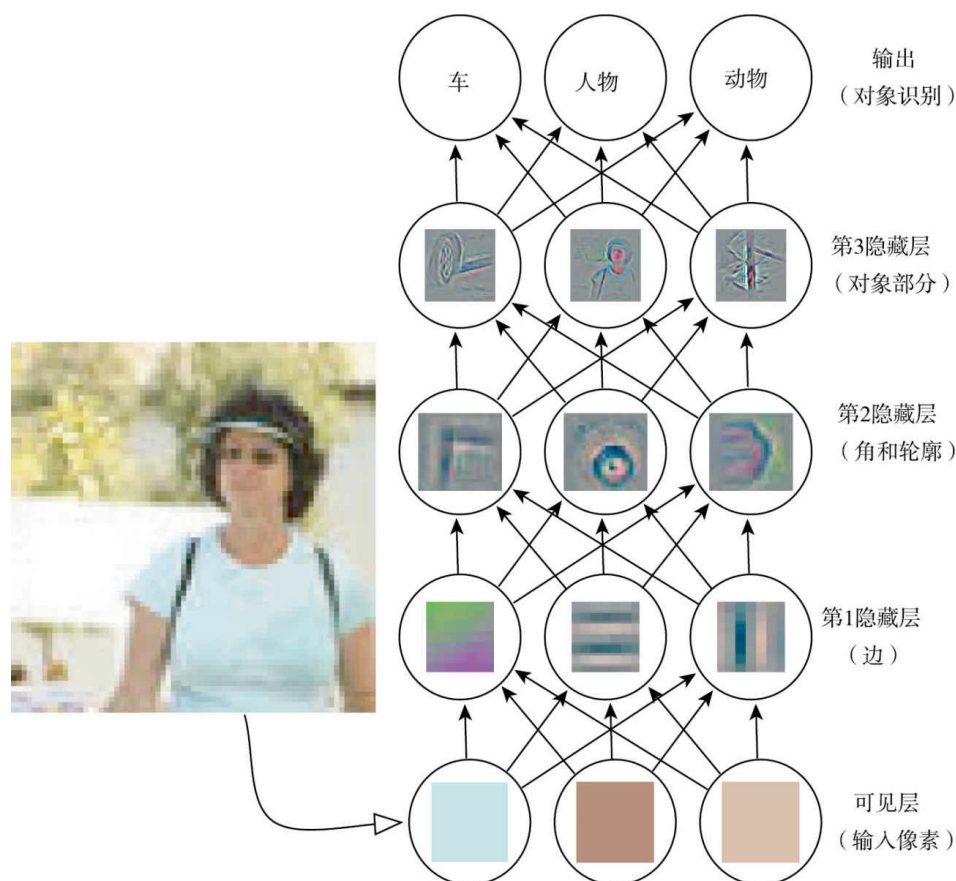 车 人物 动物
输出
（对象识别）
第3隐藏层
（对象部分）
第2隐藏层
（角和轮廓）
第1隐藏层
（边）
可见层
（输入像素）